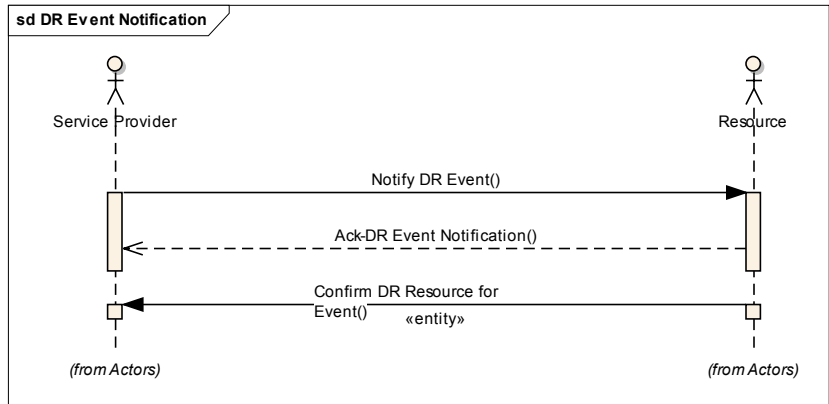 sd DR Event Notification
Service Provider
Resource
Notify DR Event()
Ack-DR Event Notification()
Confirm DR Resource for
Event()
«entity»
(from Actors)
(from Actors)